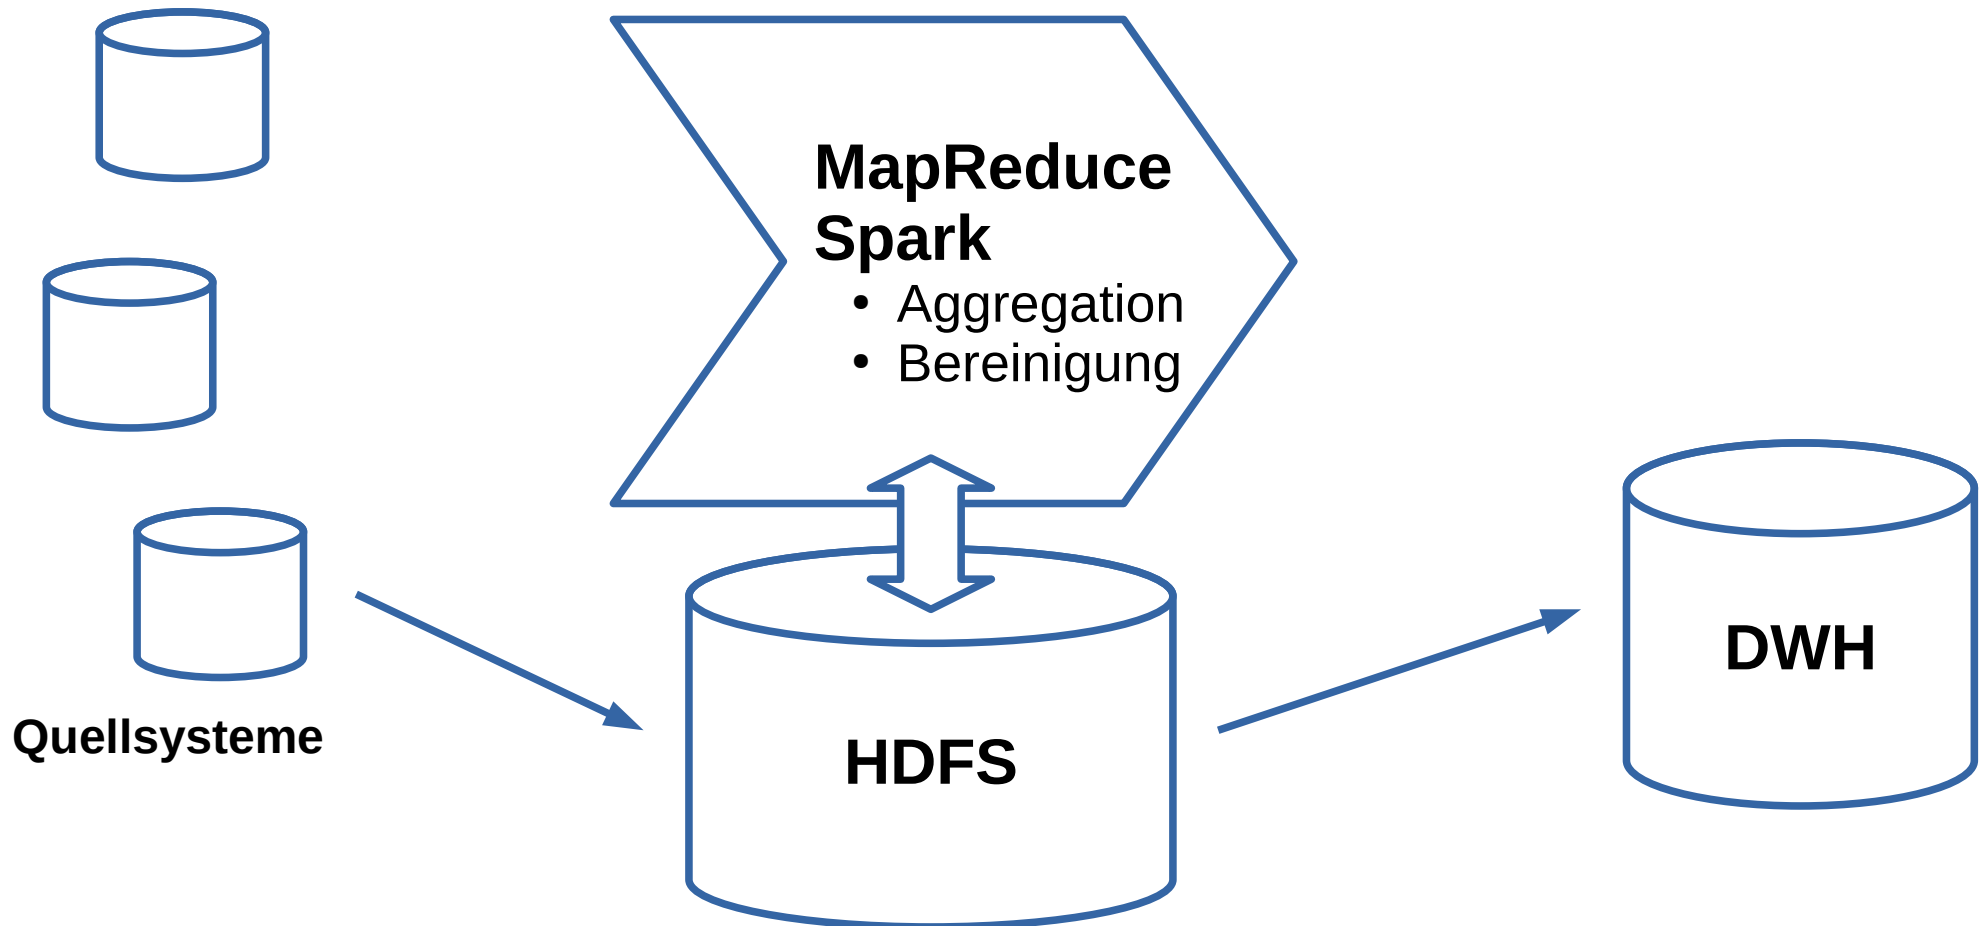 MapReduce
Spark
• Aggregation
• Bereinigung
Quellsysteme
HDFS
DWH